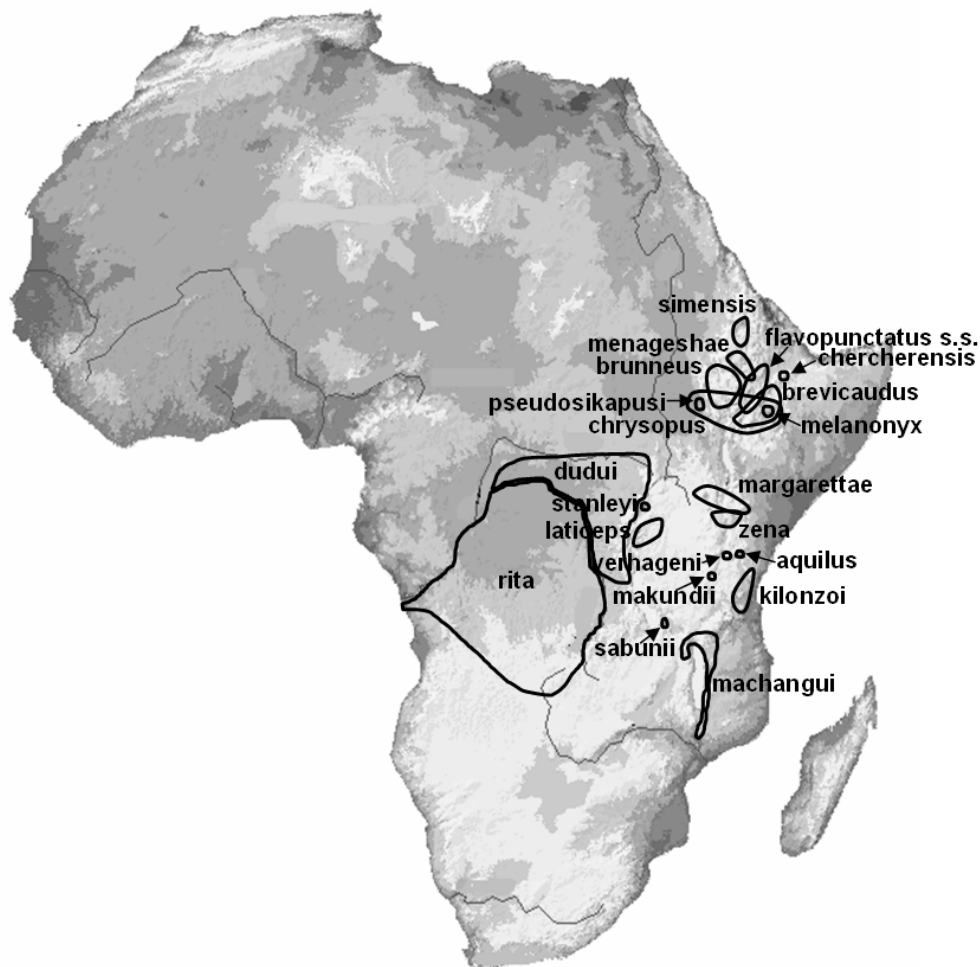 simensis
flavopunctatus s.s.
menageshae
chercherensis
brunneus
brevicaudus
pseudosikapusi
chrysopus
melanonyx
dudui
margarettae
stanleyi
laticeps
zena
verhageni
aquilus
rita
makundii
kilonzoi
sabunii
machangui